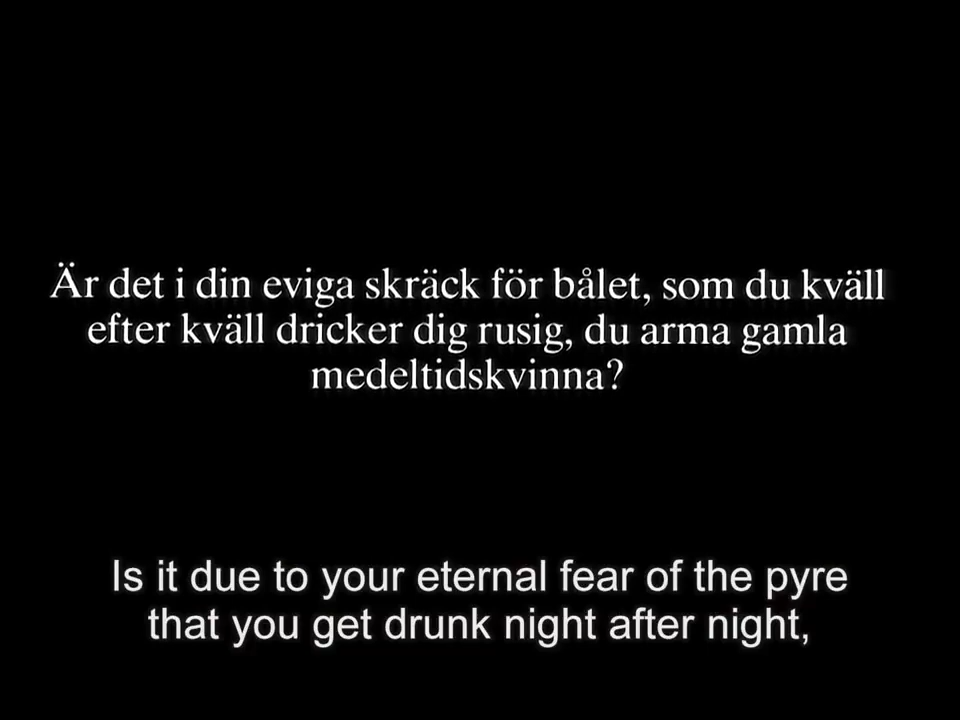 Är det i din eviga skräck för bålet, som du kväll
efter kväll dricker dig rusig, du arma gamla
medeltidskvinna?
Is it due to your eternal fear of the pyre
that you get drunk night after night,